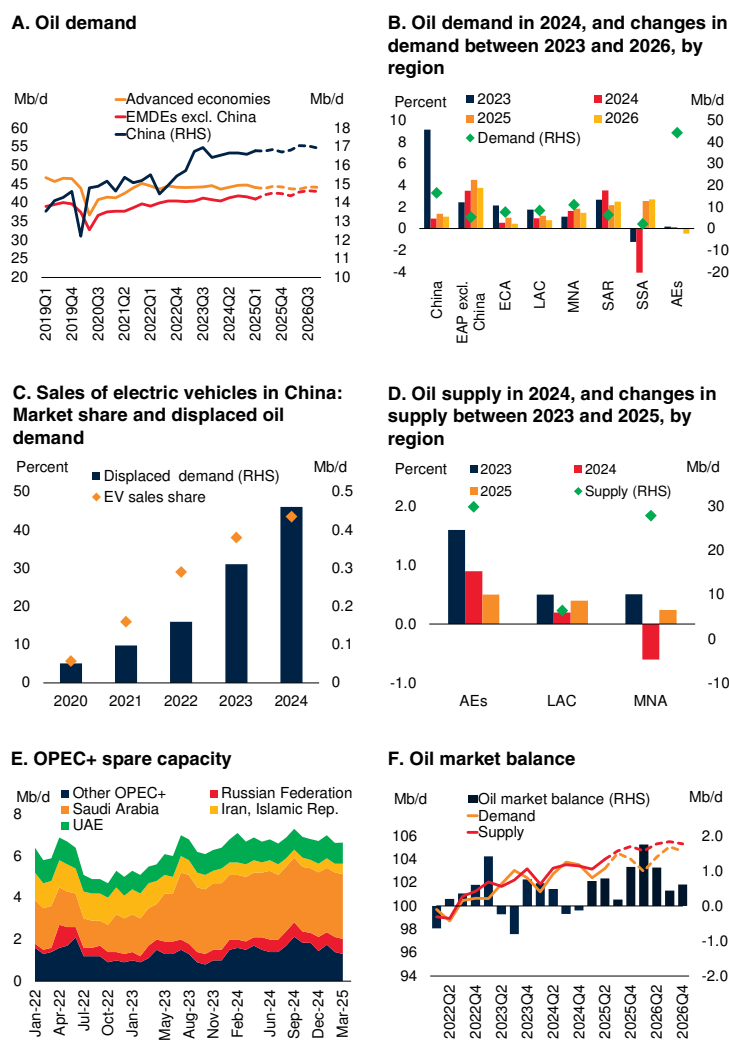 A. Oil demand
Mb/d
Mb/d
Advanced economies
EMDEs excl. China
China (RHS)
60
55
50
45
40
35
30
25
20
18
17
16
15
14
13
12
11
10
2019Q1
2019Q4
2020Q3
2021Q2
2022Q1
2022Q4
2023Q3
2024Q2
2025Q1
2025Q4
2026Q3
B. Oil demand in 2024, and changes in
demand between 2023 and 2026, by
region
Percent
Mb/d
2023
2024
2025
2026
Demand (RHS)
10
8
6
4
2
0
-2
-4
50
40
30
20
10
0
-10
-20
China
EAP excl.
China
ECA
LAC
MNA
SAR
SSA
AEs
C. Sales of electric vehicles in China:
Market share and displaced oil
demand
Percent
Mb/d
Displaced demand (RHS)
EV sales share
50
40
30
20
10
0
0.5
0.4
0.3
0.2
0.1
0
2020
2021
2022
2023
2024
D. Oil supply in 2024, and changes in
supply between 2023 and 2025, by
region
Percent
Mb/d
2023
2024
2025
Supply (RHS)
2.0
1.0
0.0
-1.0
30
20
10
0
-10
AEs
LAC
MNA
E. OPEC+ spare capacity
Mb/d
Other OPEC+
Russian Federation
Saudi Arabia
Iran, Islamic Rep.
UAE
8
6
4
2
0
Jan-22
Apr-22
Jul-22
Oct-22
Jan-23
May-23
Aug-23
Nov-23
Feb-24
Jun-24
Sep-24
Dec-24
Mar-25
F. Oil market balance
Mb/d
Mb/d
Oil market balance (RHS)
Demand
Supply
106
104
102
100
98
96
94
2.0
1.0
0.0
-1.0
-2.0
2022Q2
2022Q4
2023Q2
2023Q4
2024Q2
2024Q4
2025Q2
2025Q4
2026Q2
2026Q4